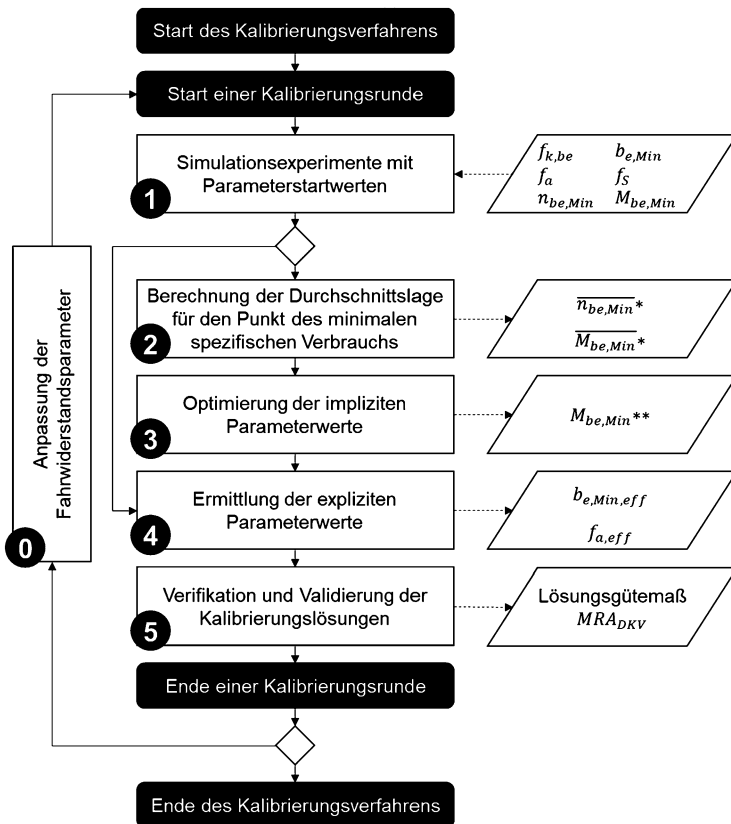 Start des Kalibrierungsverfahrens
Start einer Kalibrierungsrunde
Simulationsexperimente mit
Parameterstartwerten
1
f_{k,be} b_{e,Min}
f_a f_S
n_{be,Min} M_{be,Min}
Berechnung der Durchschnittslage
für den Punkt des minimalen
spezifischen Verbrauchs
2
\overline{n_{be,Min}}*
\overline{M_{be,Min}}*
Optimierung der impliziten
Parameterwerte
3
M_{be,Min}**
Ermittlung der expliziten
Parameterwerte
4
b_{e,Min,eff}
f_{a,eff}
Verifikation und Validierung der
Kalibrierungslösungen
5
Lösungsgütemaß
MRA_{DKV}
Anpassung der
Fahrwiderstandsparameter
0
Ende einer Kalibrierungsrunde
Ende des Kalibrierungsverfahrens